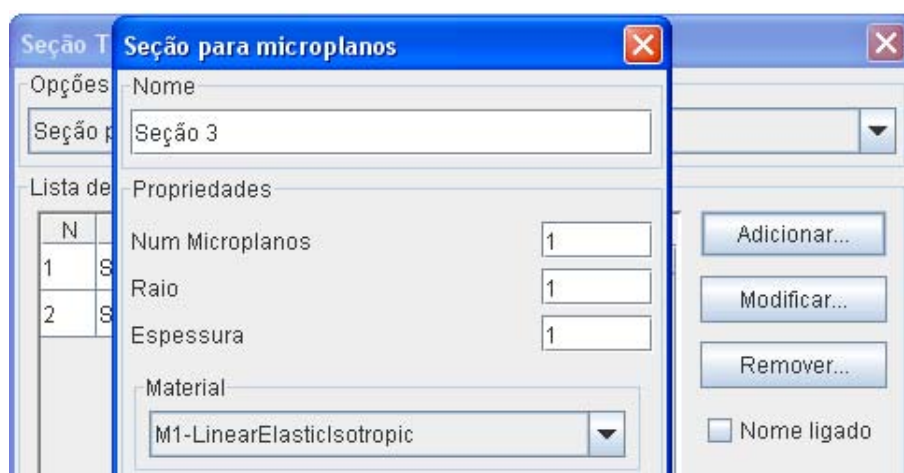 Seção T
Seção para microplanos
Opções
Nome
Seção p
Seção 3
Lista de
Propriedades
N
Num Microplanos
1
Adicionar...
1
S
Raio
1
Modificar...
2
S
Espessura
1
Remover...
Material
M1-LinearElasticIsotropic
Nome ligado